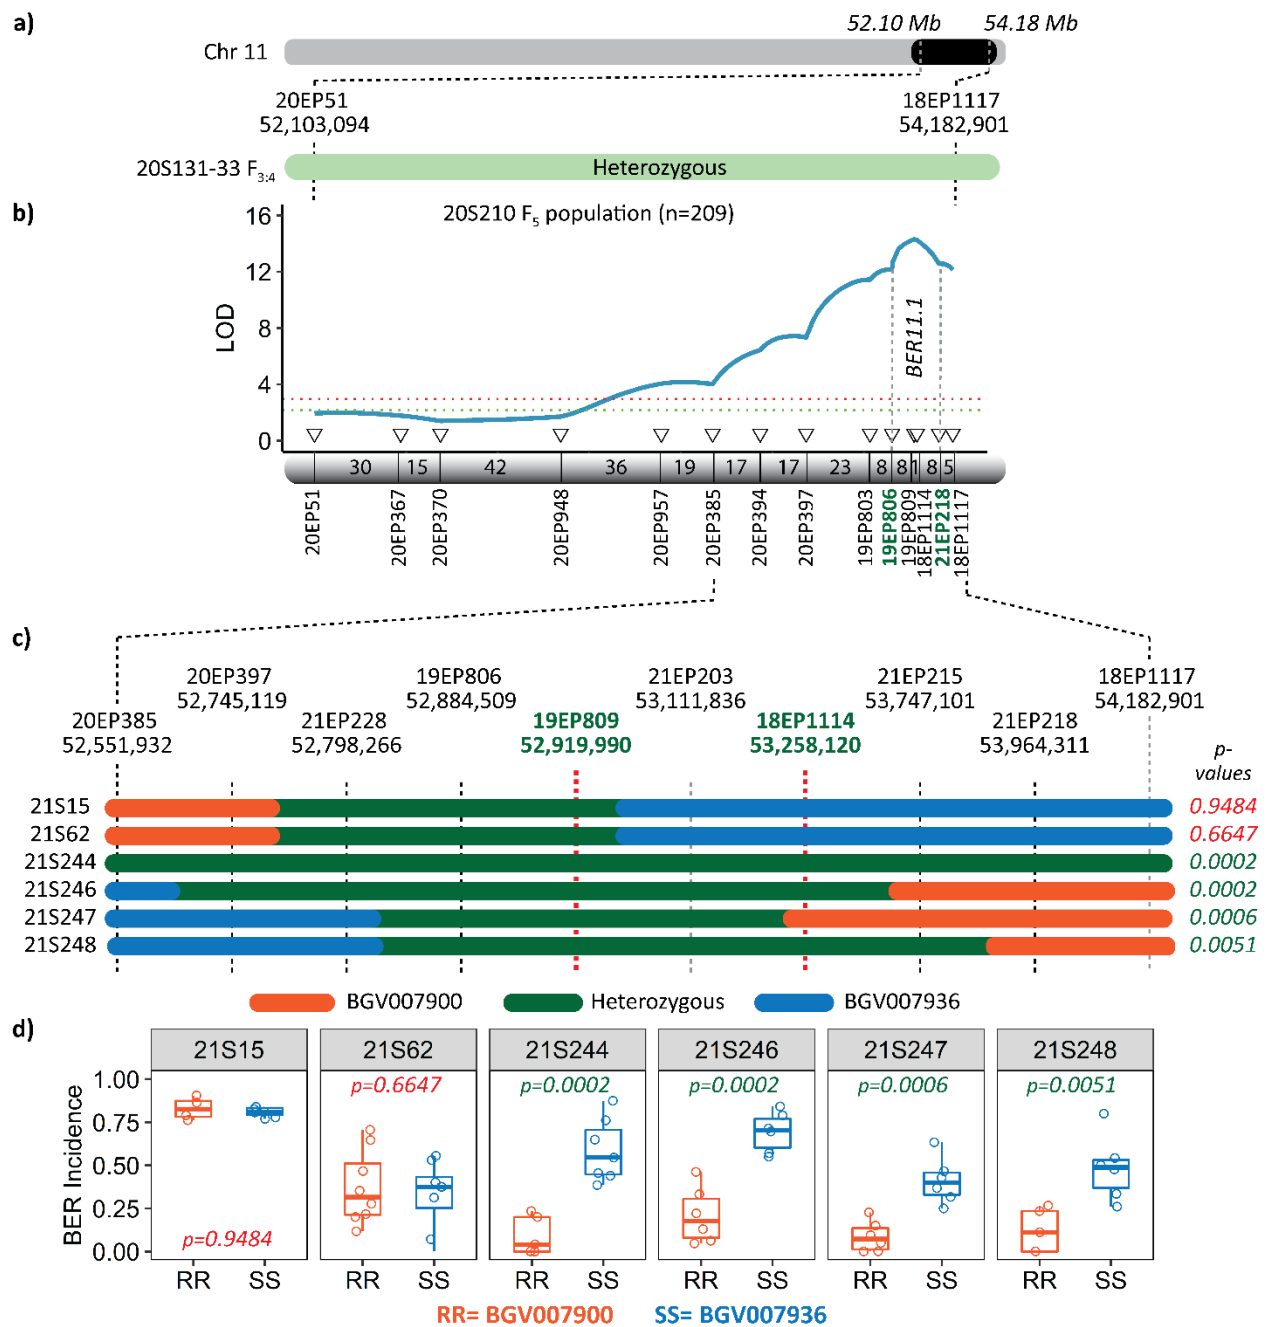 a)
52.10 Mb 54.18 Mb
Chr 11
20EP51 18EP1117
52,103,094 54,182,901
20S131-33 F3:4 Heterozygous
b)
20S210 F5 population (n=209)
LOD
16
12
8
4
0
BER11.1
30 15 42 36 19 17 17 23 8 8 1 8 5
20EP51 20EP367 20EP370 20EP948 20EP957 20EP385 20EP394 20EP397 19EP803 19EP806 19EP809 18EP1114 21EP218 18EP1117
c)
20EP397 19EP806 21EP203 21EP215 18EP1117
52,745,119 52,884,509 53,111,836 53,747,101 54,182,901
20EP385 21EP228 19EP809 18EP1114 21EP218
52,551,932 52,798,266 52,919,990 53,258,120 53,964,311
p-
values
21S15 0.9484
21S62 0.6647
21S244 0.0002
21S246 0.0002
21S247 0.0006
21S248 0.0051
BGV007900 Heterozygous BGV007936
d)
21S15 21S62 21S244 21S246 21S247 21S248
BER Incidence
1.00
0.75
0.50
0.25
0.00
p=0.6647 p=0.0002 p=0.0002 p=0.0006 p=0.0051
p=0.9484
RR SS RR SS RR SS RR SS RR SS RR SS
RR= BGV007900 SS= BGV007936